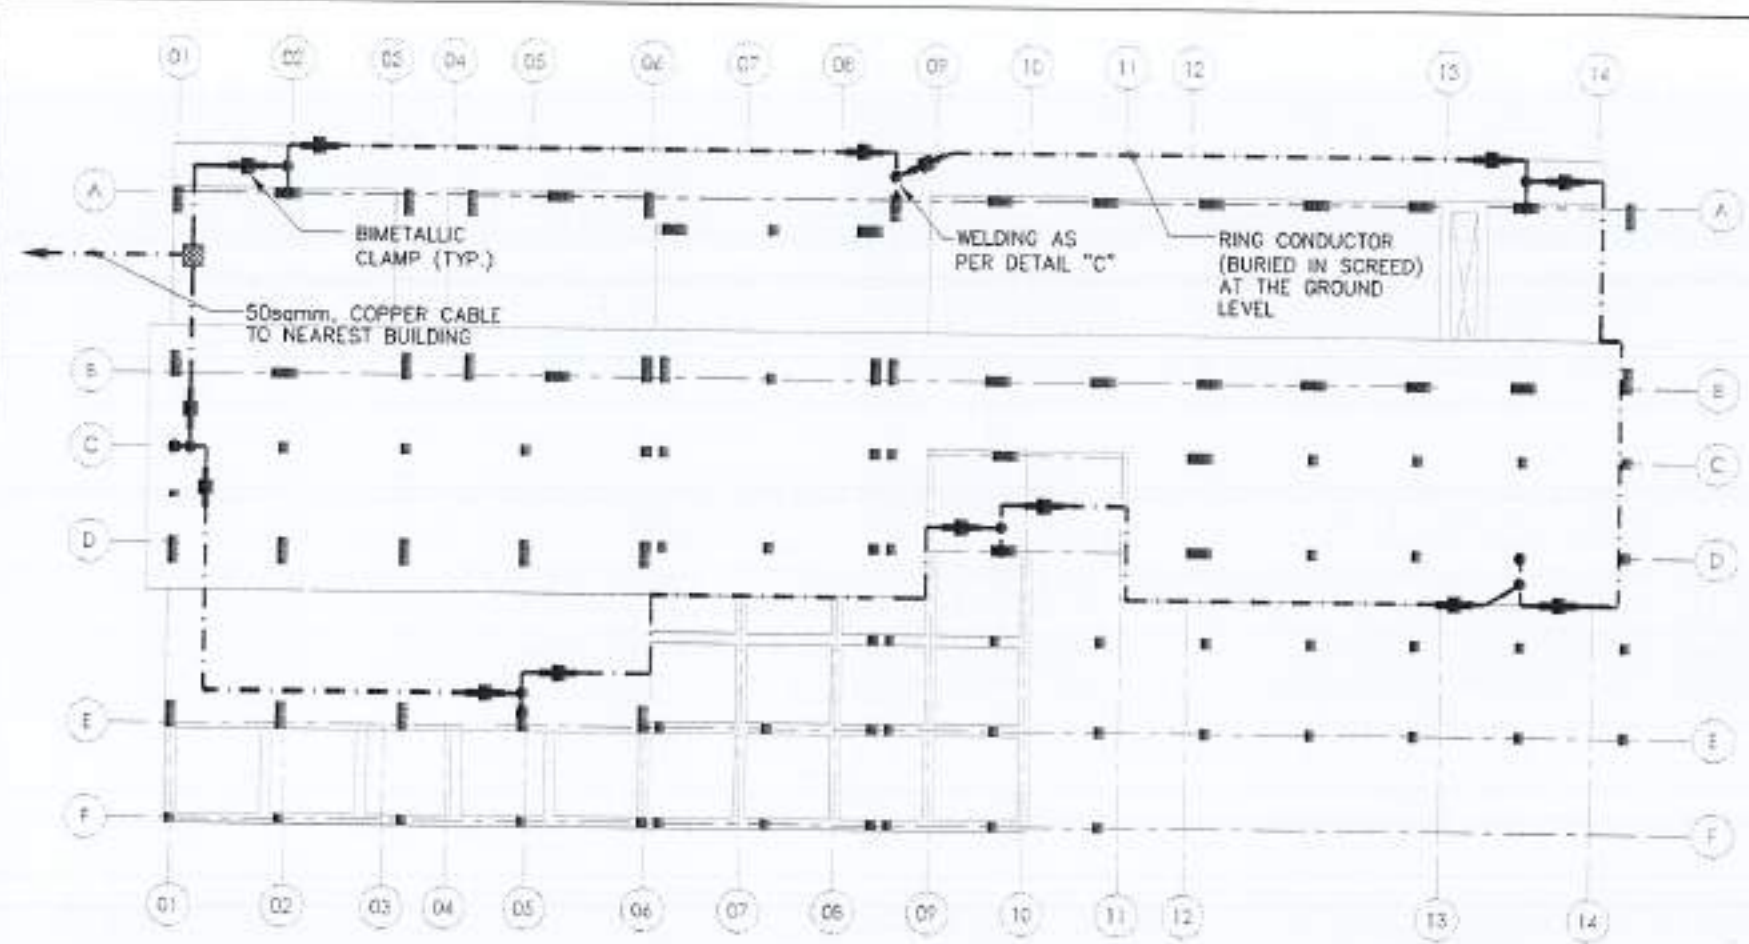 01 02 03 04 05 06 07 08 09 10 11 12 13 14
A A
BIMETALLIC
CLAMP (TYP.)
WELDING AS
PER DETAIL "C"
RING CONDUCTOR
(BURIED IN SCREED)
AT THE GROUND
LEVEL
50sqmm. COPPER CABLE
TO NEAREST BUILDING
B B
C C
D D
E E
F F
01 02 03 04 05 06 07 08 09 10 11 12 13 14